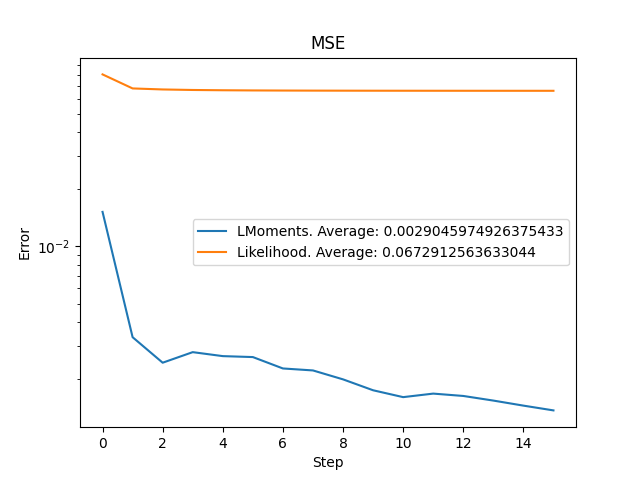 MSE
Error
10⁻²
LMoments. Average: 0.0029045974926375433
Likelihood. Average: 0.0672912563633044
0 2 4 6 8 10 12 14
Step